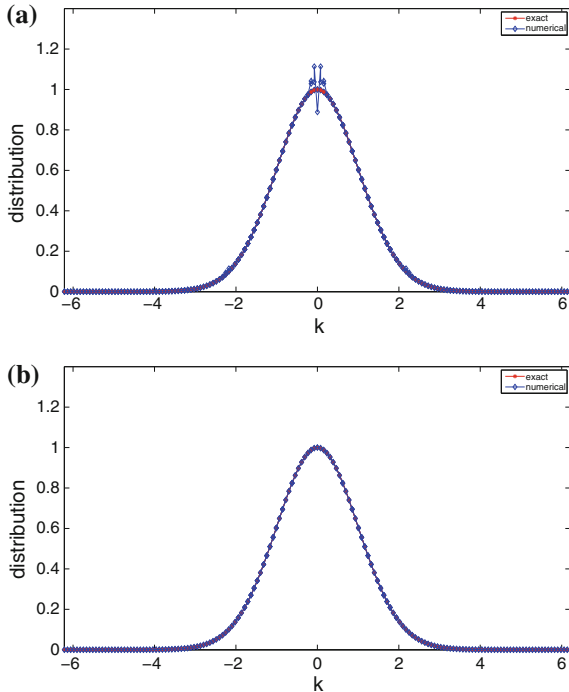 (a)
exact
numerical
1.2
1
0.8
0.6
0.4
0.2
0
distribution
−6 −4 −2 0 2 4 6
k
(b)
exact
numerical
1.2
1
0.8
0.6
0.4
0.2
0
distribution
−6 −4 −2 0 2 4 6
k